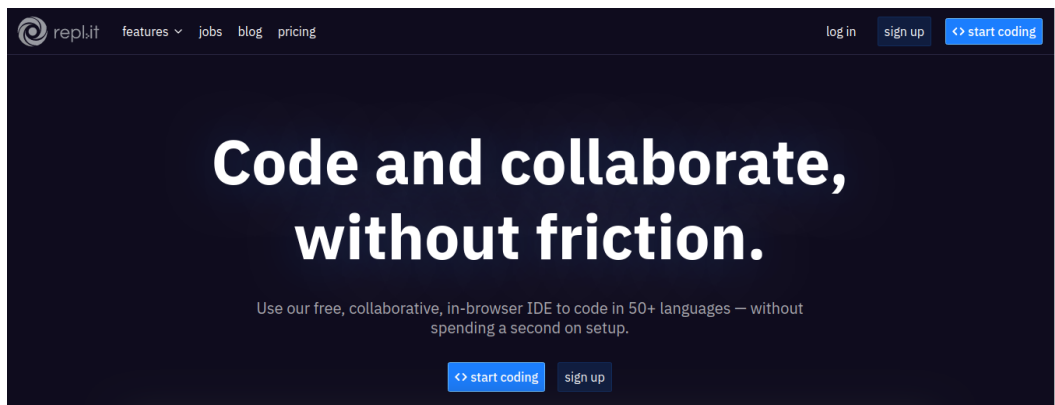 repl.it features jobs blog pricing log in sign up <> start coding
Code and collaborate,
without friction.
Use our free, collaborative, in-browser IDE to code in 50+ languages — without
spending a second on setup.
<> start coding sign up